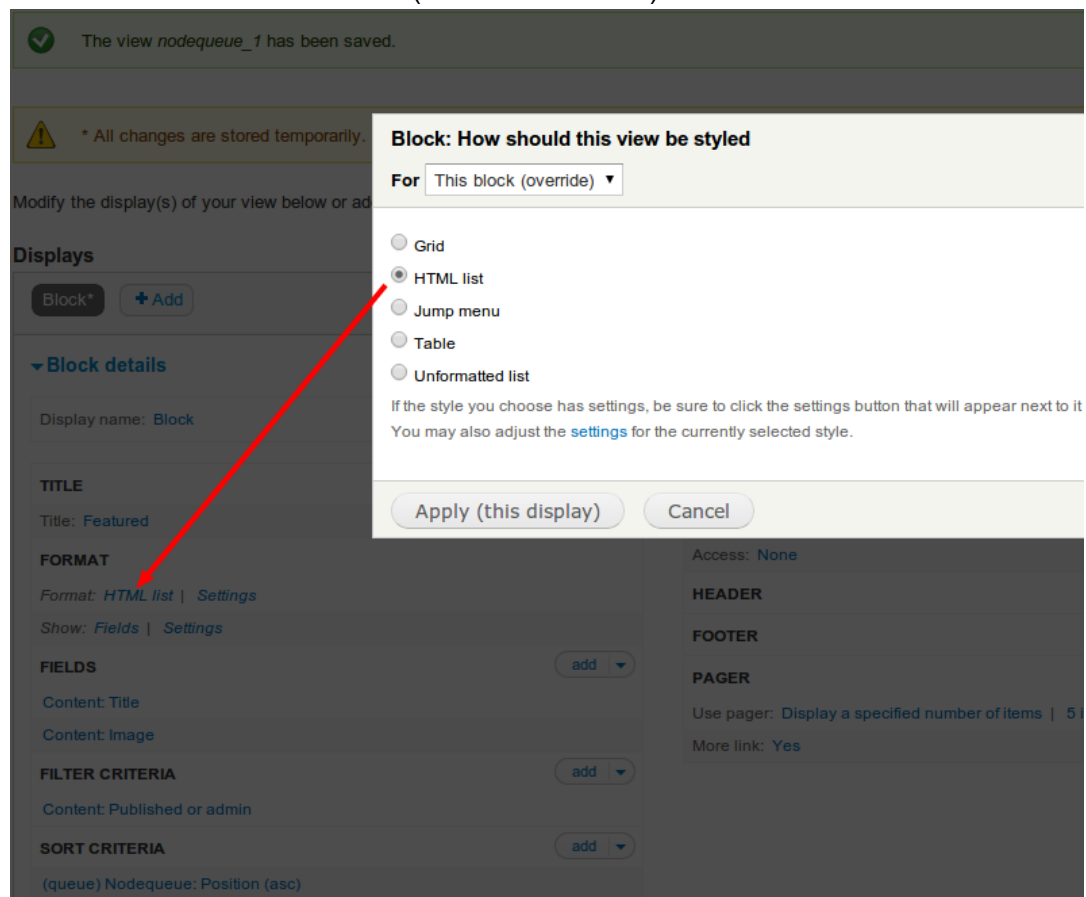 The view nodequeue_1 has been saved.
* All changes are stored temporarily.
Modify the display(s) of your view below or ad
Displays
Block*
+ Add
Block details
Display name: Block
TITLE
Title: Featured
FORMAT
Format: HTML list | Settings
Show: Fields | Settings
FIELDS
add
Content: Title
Content: Image
FILTER CRITERIA
add
Content: Published or admin
SORT CRITERIA
add
(queue) Nodequeue: Position (asc)
Block: How should this view be styled
For This block (override)
Grid
HTML list
Jump menu
Table
Unformatted list
If the style you choose has settings, be sure to click the settings button that will appear next to it
You may also adjust the settings for the currently selected style.
Apply (this display)
Cancel
Access: None
HEADER
FOOTER
PAGER
Use pager: Display a specified number of items | 5 i
More link: Yes